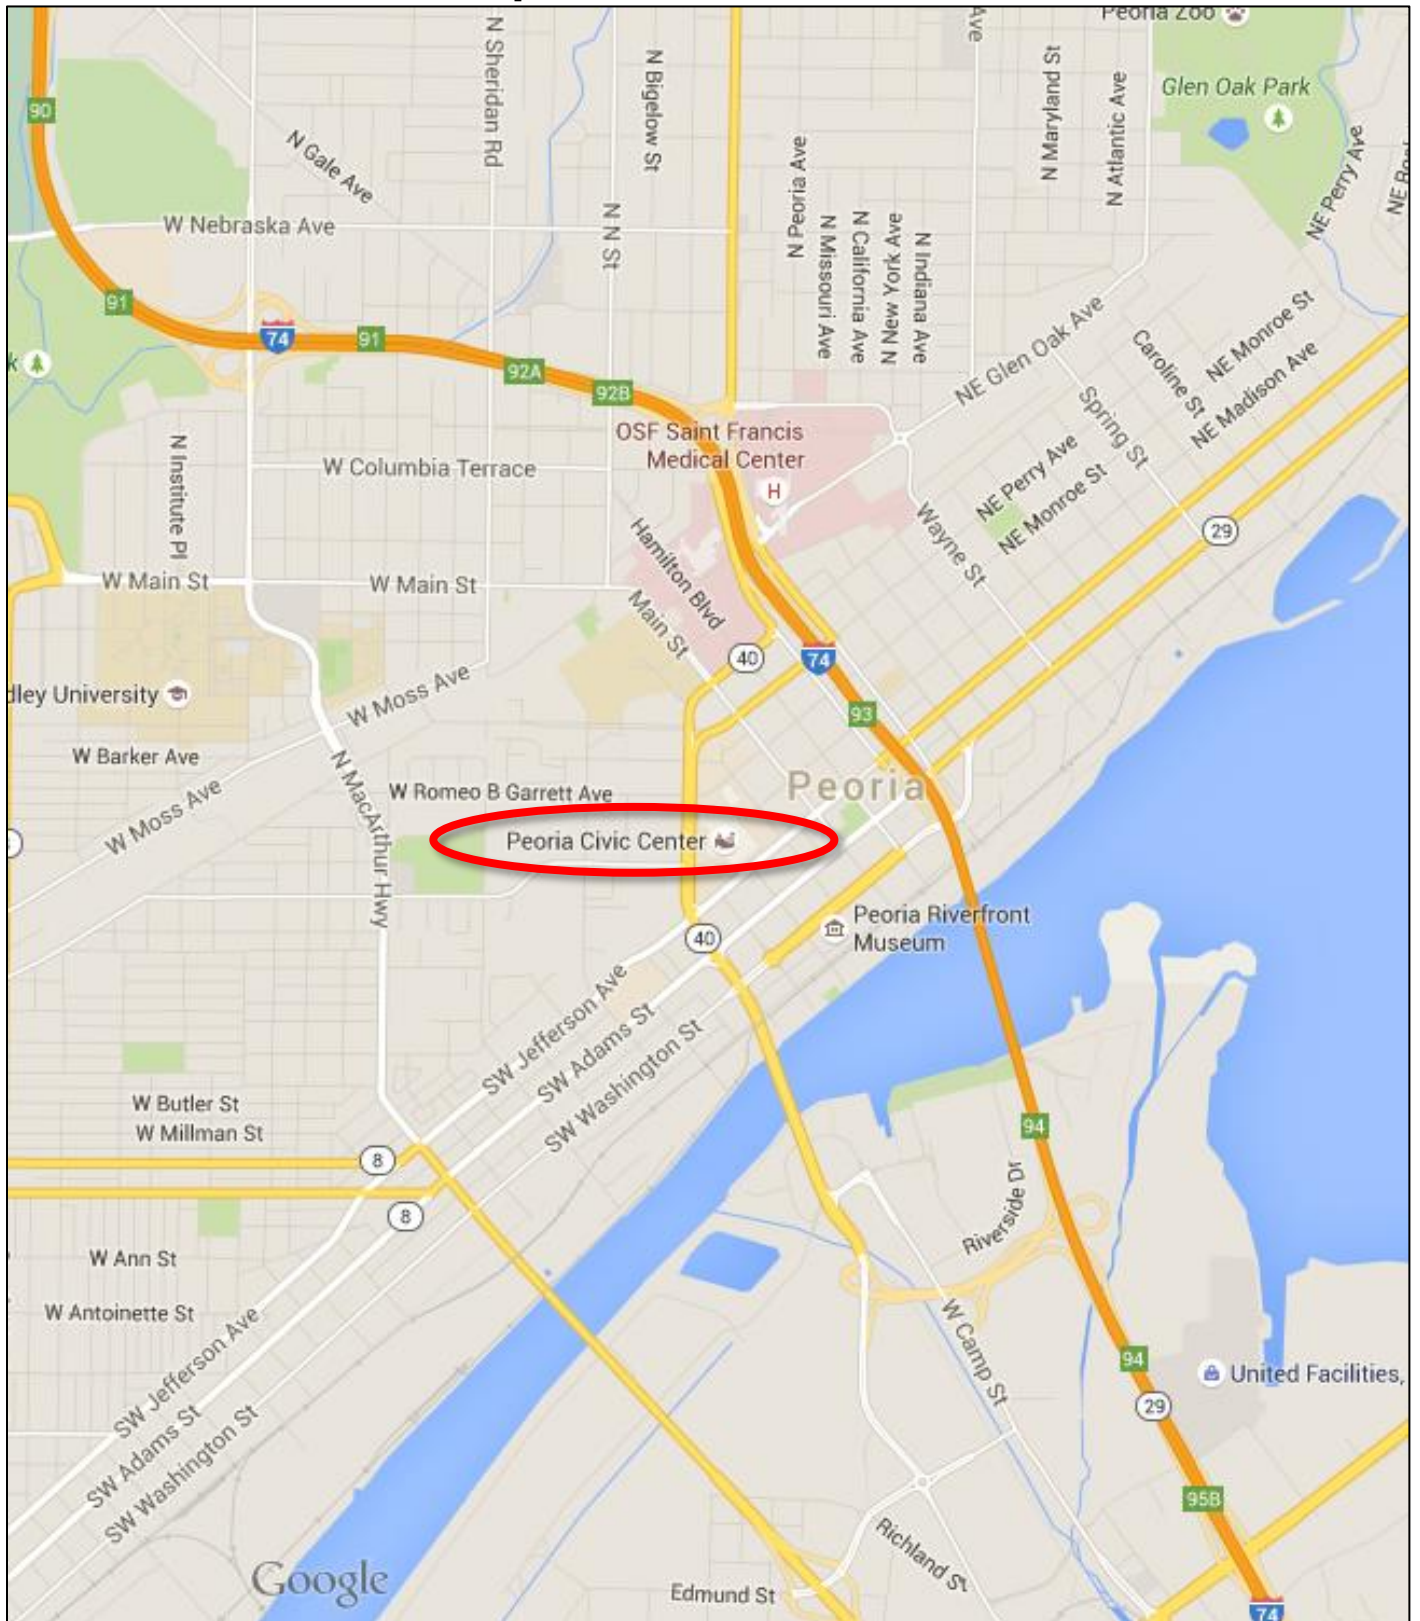 Peoria Zoo
Ave
Glen Oak Park
N Sheridan Rd
N Bigelow St
N Maryland St
N Atlantic Ave
90
N Gale Ave
NE Perry Ave
NE
W Nebraska Ave
N N St
N Peoria Ave
N Missouri Ave
N California Ave
N New York Ave
N Indiana Ave
91
74
91
92A
92B
NE Glen Oak Ave
Caroline St
NE Monroe St
NE Madison Ave
Spring St
k
OSF Saint Francis
Medical Center
H
N Institute Pl
W Columbia Terrace
NE Perry Ave
NE Monroe St
Wayne St
29
Hamilton Blvd
W Main St
W Main St
Main St
40
74
dley University
W Moss Ave
93
W Barker Ave
N MacArthur Hwy
W Romeo B Garrett Ave
Peoria
W Moss Ave
Peoria Civic Center
Peoria Riverfront
Museum
40
SW Jefferson Ave
SW Adams St
SW Washington St
W Butler St
W Millman St
94
8
8
Riverside Dr
W Ann St
W Antoinette St
W Camp St
SW Jefferson Ave
SW Adams St
SW Washington St
94
United Facilities,
29
95B
Richland St
Google
Edmund St
74